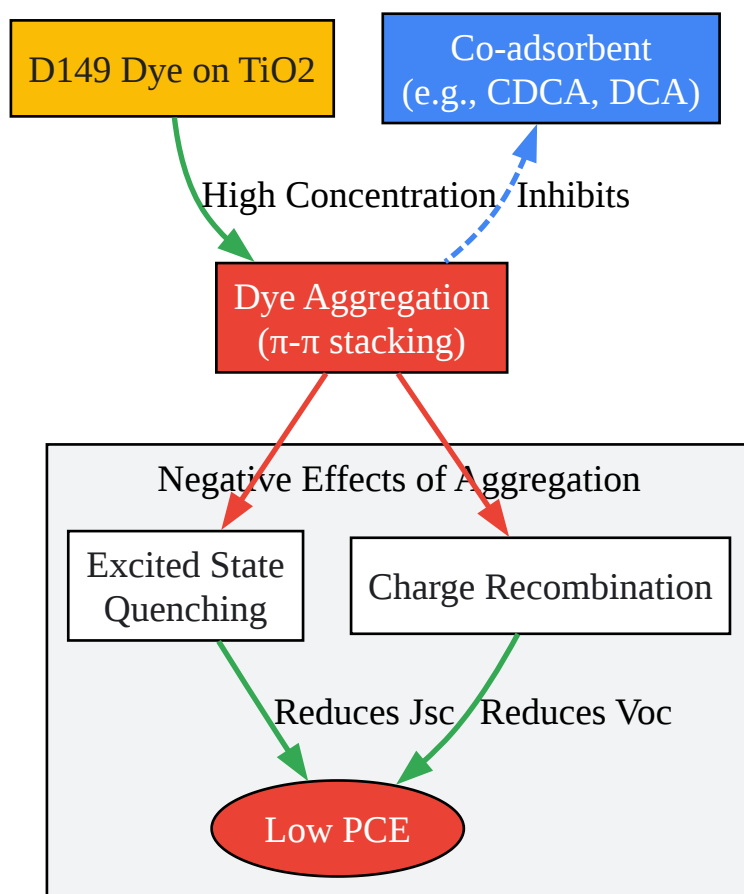 D149 Dye on TiO2
Co-adsorbent
(e.g., CDCA, DCA)
High Concentration
Inhibits
Dye Aggregation
(π-π stacking)
Negative Effects of Aggregation
Excited State
Quenching
Charge Recombination
Reduces Jsc
Reduces Voc
Low PCE